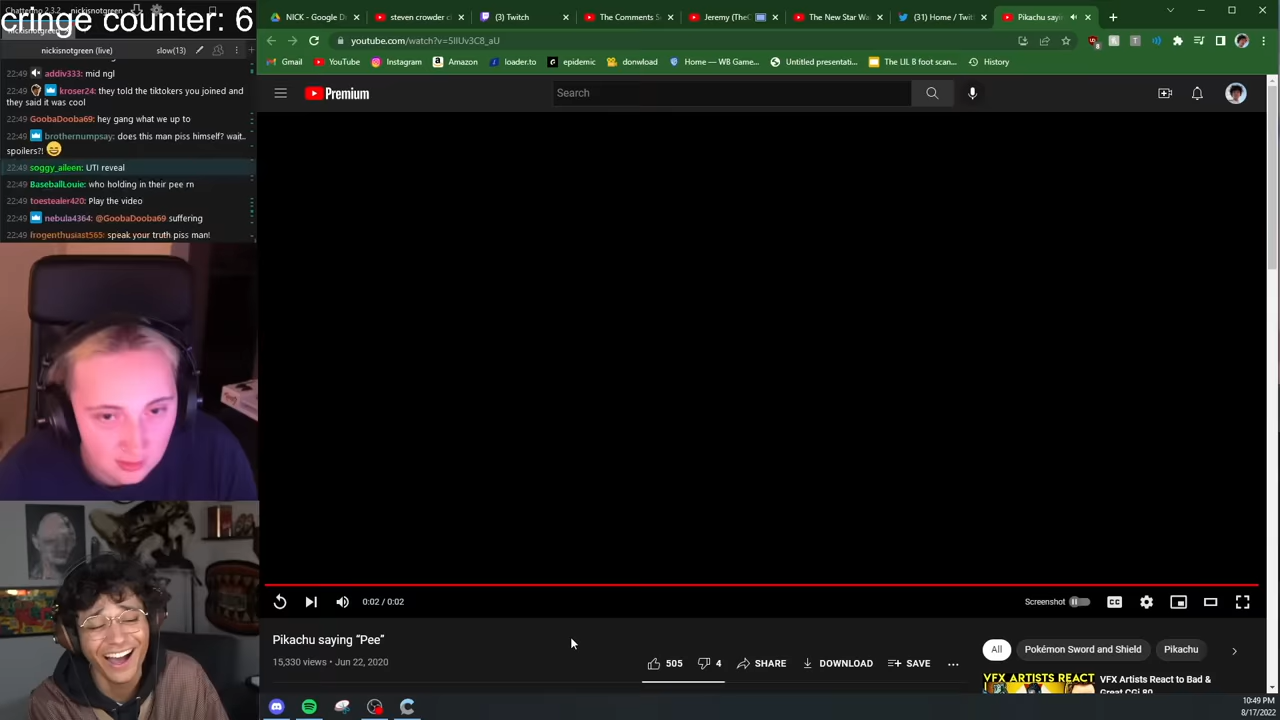 cringe counter: 6
nickisnotgreen (live)
slow(13)
22:49 addiv333: mid ngl
22:49 kroser24: they told the tiktokers you joined and
they said it was cool
22:49 GoobaDooba69: hey gang what we up to
22:49 brothernumpsay: does this man piss himself? wait..
spoilers?!
22:49 soggy_aileen: UTI reveal
22:49 BaseballLouie: who holding in their pee rn
22:49 toestealer420: Play the video
22:49 nebula4364: @GoobaDooba69 suffering
22:49 frogenthusiast565: speak your truth piss man!
NICK - Google D
steven crowder c
(3) Twitch
The Comments S
Jeremy (The
The New Star Wa
(31) Home / Twit
Pikachu sayi
youtube.com/watch?v=5IIUv3C8_aU
Gmail
YouTube
Instagram
Amazon
loader.to
epidemic
donwload
Home — WB Game...
Untitled presentati...
The LIL B foot scan...
History
Premium
Search
0:02 / 0:02
Screenshot
CC
Pikachu saying “Pee”
15,330 views • Jun 22, 2020
505
4
SHARE
DOWNLOAD
SAVE
All
Pokémon Sword and Shield
Pikachu
VFX ARTISTS REACT
VFX Artists React to Bad &
Great CGi 80
10:49 PM
8/17/2022